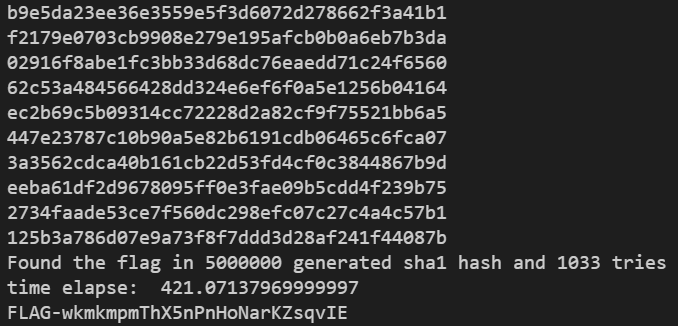 b9e5da23ee36e3559e5f3d6072d278662f3a41b1
f2179e0703cb9908e279e195afcb0b0a6eb7b3da
02916f8abe1fc3bb33d68dc76eaedd71c24f6560
62c53a484566428dd324e6ef6f0a5e1256b04164
ec2b69c5b09314cc72228d2a82cf9f75521bb6a5
447e23787c10b90a5e82b6191cdb06465c6fca07
3a3562cdca40b161cb22d53fd4cf0c3844867b9d
eeba61df2d9678095ff0e3fae09b5cdd4f239b75
2734faade53ce7f560dc298efc07c27c4a4c57b1
125b3a786d07e9a73f8f7ddd3d28af241f44087b
Found the flag in 5000000 generated sha1 hash and 1033 tries
time elapse:  421.07137969999997
FLAG-wkmkmpmThX5nPnHoNarKZsqvIE